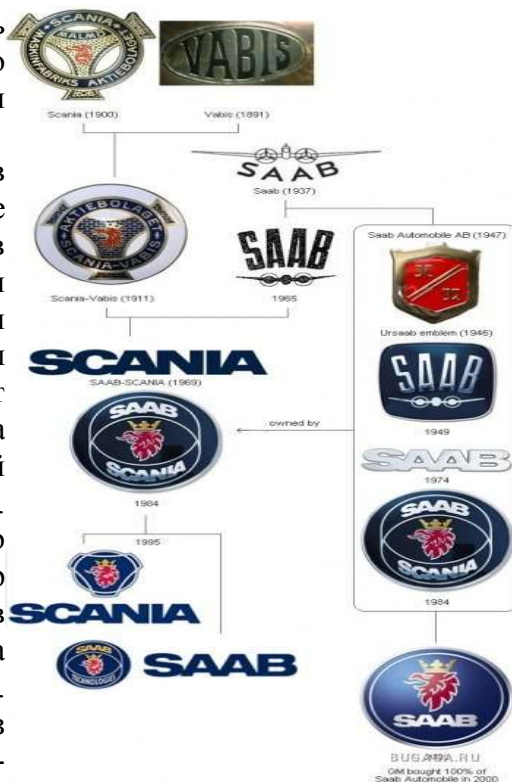 SCANIA
MALMÖ
MASKINFABRIKS AKTIEBOLAGET
VABIS
Scania (1900)
Vabis (1891)
SAAB
Saab (1937)
AKTIEBOLAGET
SCANIA-VABIS
SAAB
Saab Automobile AB (1947)
Scania-Vabis (1911)
Ursaab emblem (1946)
SCANIA
SAAB-SCANIA (1969)
SAAB
1949
SAAB
SCANIA
owned by
SAAB
1974
1984
SAAB
SCANIA
1984
1995
SCANIA
SAAB
TECHNOLOGIES
SAAB
SAAB
BUGAGA.RU
GM bought 100% of
Saab Automobile in 2000